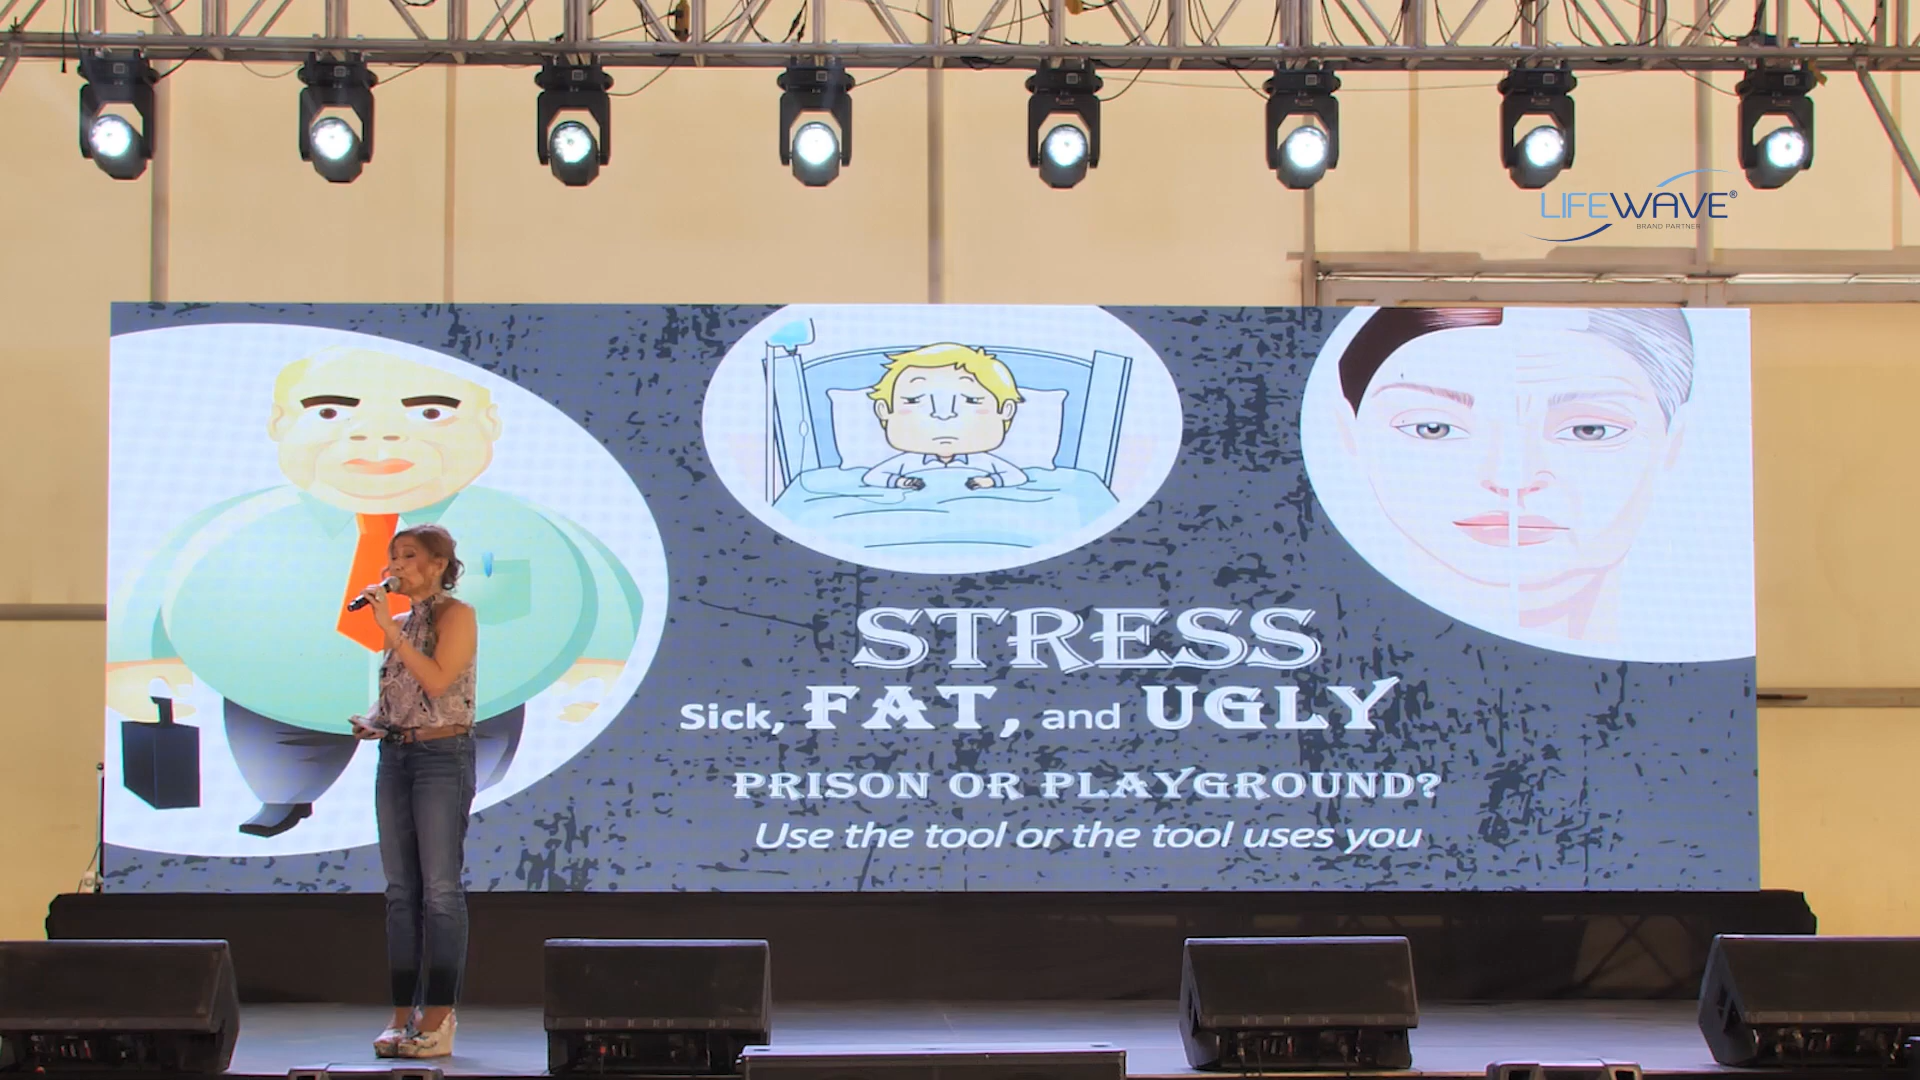 LIFEWAVE®
BRAND PARTNER
STRESS
Sick, FAT, and UGLY
PRISON OR PLAYGROUND?
Use the tool or the tool uses you